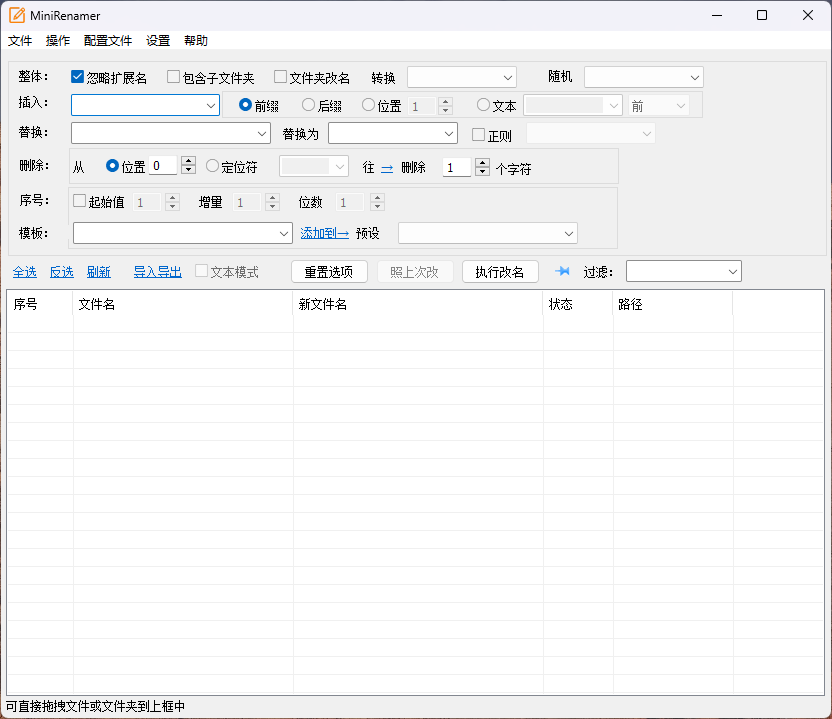 MiniRenamer
文件 操作 配置文件 设置 帮助
整体： 忽略扩展名 包含子文件夹 文件夹改名 转换 随机
插入： 前缀 后缀 位置 1 文本 前
替换： 替换为 正则
删除： 从 位置 0 定位符 往 → 删除 1 个字符
序号： 起始值 1 增量 1 位数 1
模板： 添加到→ 预设
全选 反选 刷新 导入导出 文本模式 重置选项 照上次改 执行改名 过滤：
序号 文件名 新文件名 状态 路径
可直接拖拽文件或文件夹到上框中